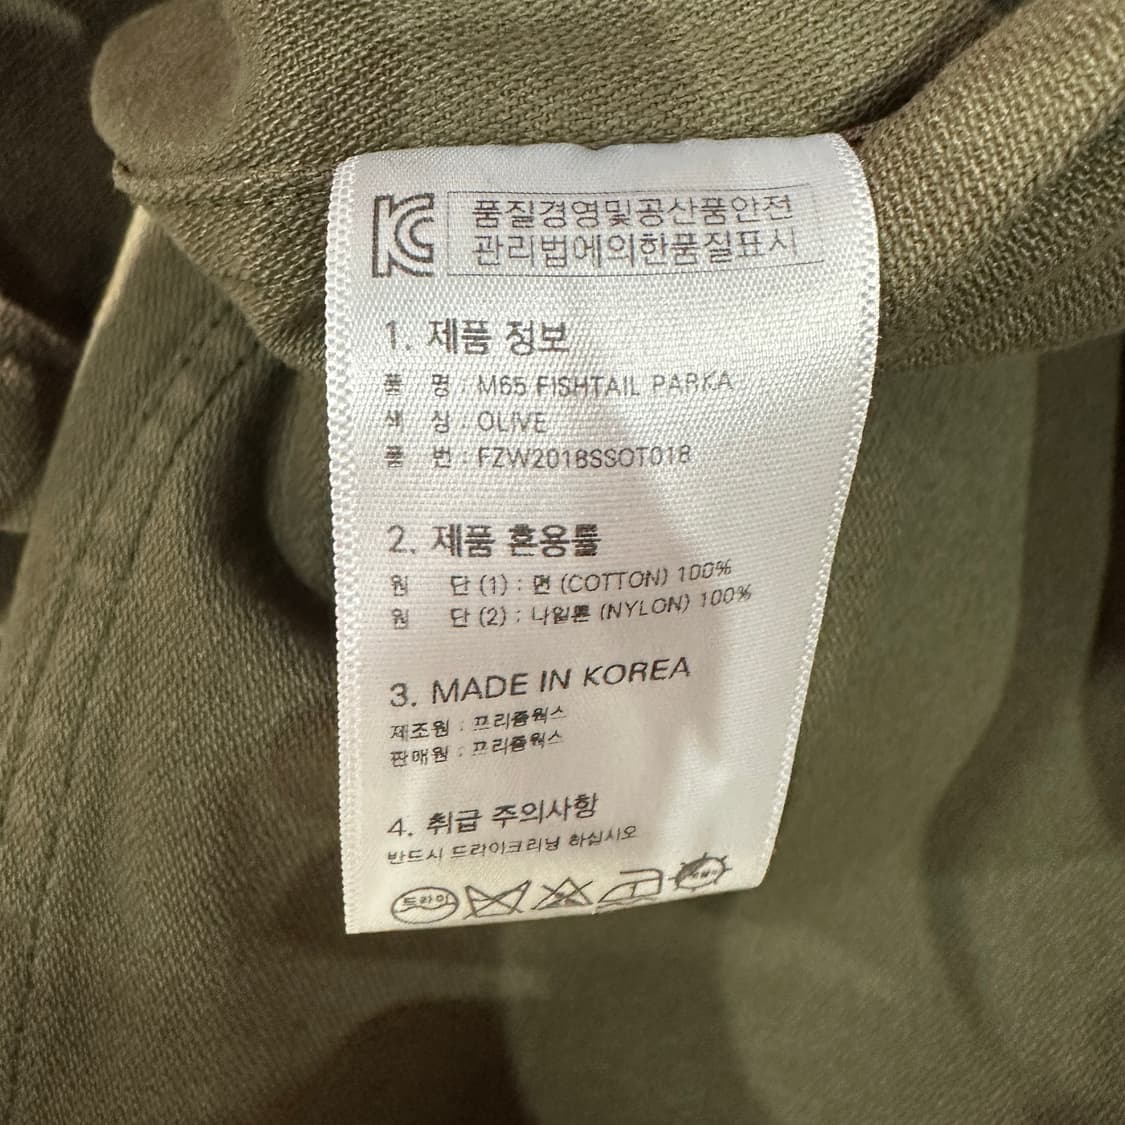 KC
품질경영및공산품안전
관리법에의한품질표시
1. 제품 정보
품 명 : M65 FISHTAIL PARKA
색 상 : OLIVE
품 번 : FZW2018SSOT018
2. 제품 혼용률
원 단 (1) : 면 (COTTON) 100%
원 단 (2) : 나일론 (NYLON) 100%
3. MADE IN KOREA
제조원 : 프리즘웍스
판매원 : 프리즘웍스
4. 취급 주의사항
반드시 드라이크리닝 하십시오
드라이